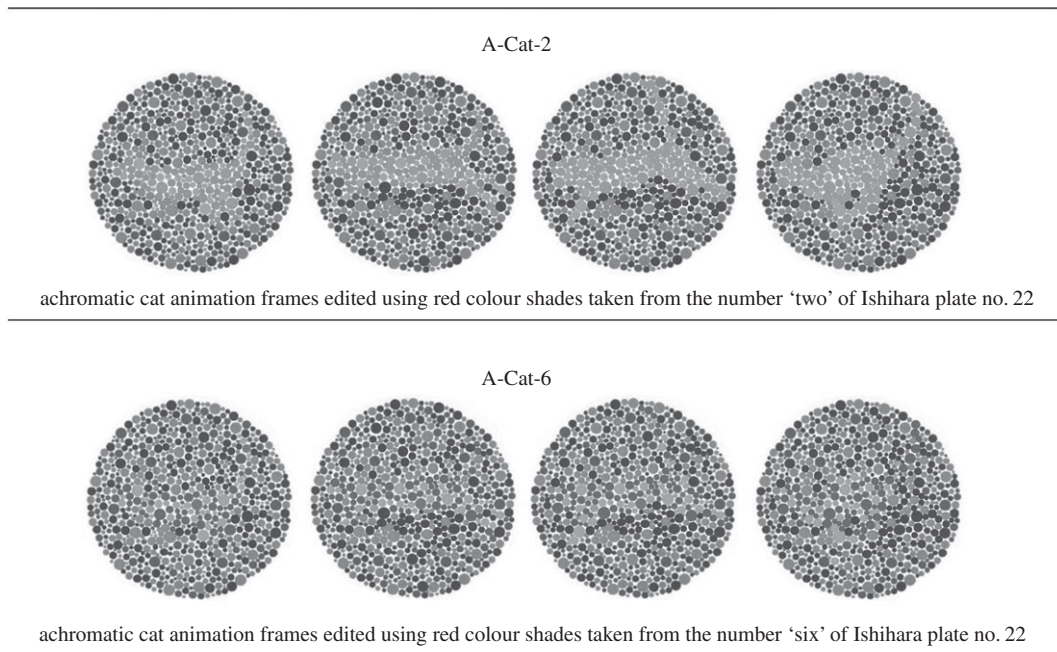 A-Cat-2
achromatic cat animation frames edited using red colour shades taken from the number ‘two’ of Ishihara plate no. 22
A-Cat-6
achromatic cat animation frames edited using red colour shades taken from the number ‘six’ of Ishihara plate no. 22